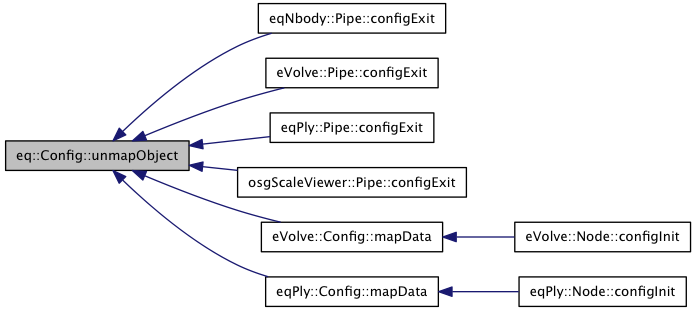 eqNbody::Pipe::configExit
eVolve::Pipe::configExit
eqPly::Pipe::configExit
eq::Config::unmapObject
osgScaleViewer::Pipe::configExit
eVolve::Config::mapData
eVolve::Node::configInit
eqPly::Config::mapData
eqPly::Node::configInit